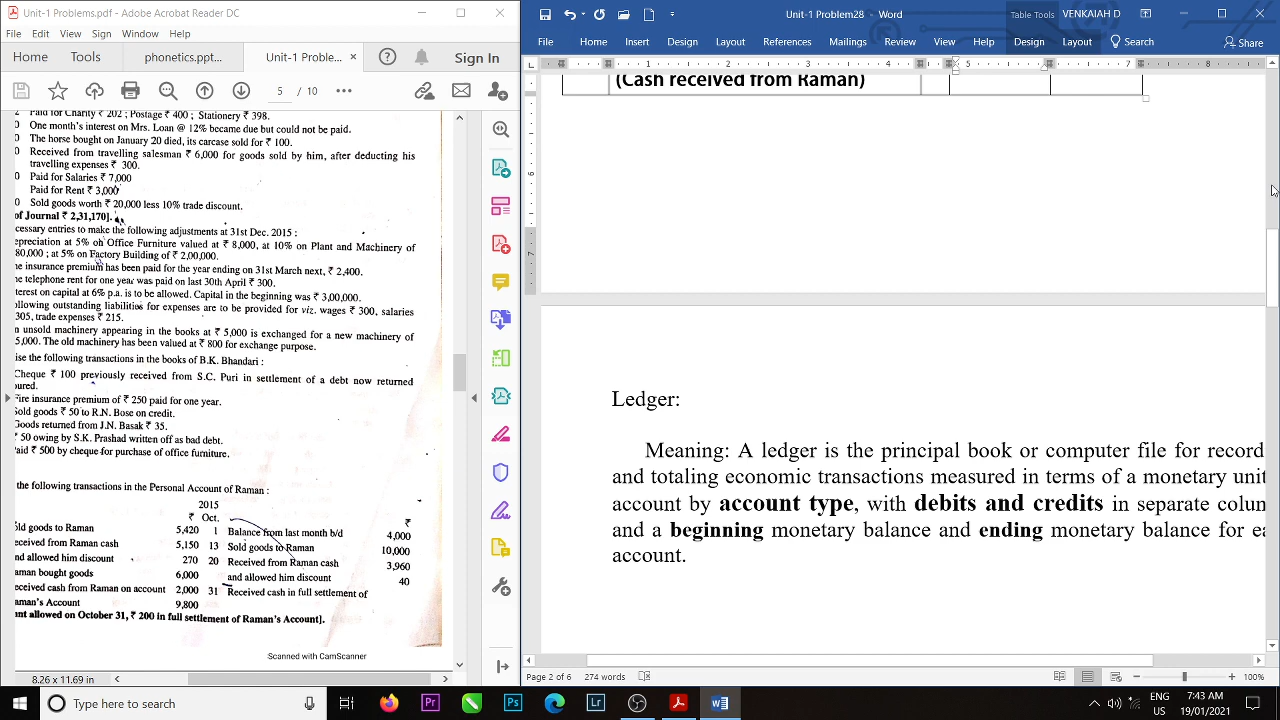 Unit-1 Problems.pdf - Adobe Acrobat Reader DC
File Edit View Sign Window Help
Home Tools phonetics.ppt... Unit-1 Proble... × Sign In
5 / 10
Paid for Charity ₹ 202 ; Postage ₹ 400 ; Stationery ₹ 398.
One month's interest on Mrs. Loan @ 12% became due but could not be paid.
The horse bought on January 20 died, its carcase sold for ₹ 100.
Received from travelling salesman ₹ 6,000 for goods sold by him, after deducting his
travelling expenses ₹ 300.
Paid for Salaries ₹ 7,000
Paid for Rent ₹ 3,000
Sold goods worth ₹ 20,000 less 10% trade discount.
of Journal ₹ 2,31,170].
cessary entries to make the following adjustments at 31st Dec. 2015 :
epreciation at 5% on Office Furniture valued at ₹ 8,000, at 10% on Plant and Machinery of
80,000 ; at 5% on Factory Building of ₹ 2,00,000.
he insurance premium has been paid for the year ending on 31st March next, ₹ 2,400.
he telephone rent for one year was paid on last 30th April ₹ 300.
terest on capital at 6% p.a. is to be allowed. Capital in the beginning was ₹ 3,00,000.
ollowing outstanding liabilities for expenses are to be provided for viz. wages ₹ 300, salaries
305, trade expenses ₹ 215.
n unsold machinery appearing in the books at ₹ 5,000 is exchanged for a new machinery of
5,000. The old machinery has been valued at ₹ 800 for exchange purpose.
ise the following transactions in the books of B.K. Bhandari :
Cheque ₹ 100 previously received from S.C. Puri in settlement of a debt now returned
oured.
Fire insurance premium of ₹ 250 paid for one year.
Sold goods ₹ 50 to R.N. Bose on credit.
Goods returned from J.N. Basak ₹ 35.
₹ 50 owing by S.K. Prashad written off as bad debt.
Paid ₹ 500 by cheque for purchase of office furniture.
the following transactions in the Personal Account of Raman :
2015
₹ Oct. ₹
old goods to Raman 5,420 1 Balance from last month b/d 4,000
eceived from Raman cash 5,150 13 Sold goods to Raman 10,000
nd allowed him discount 270 20 Received from Raman cash 3,960
aman bought goods 6,000 and allowed him discount 40
eceived cash from Raman on account 2,000 31 Received cash in full settlement of
aman's Account 9,800
nt allowed on October 31, ₹ 200 in full settlement of Raman's Account].
Scanned with CamScanner
8.26 x 11.69 in
Unit-1 Problem28 - Word Table Tools VENKAIAH D
File Home Insert Design Layout References Mailings Review View Help Design Layout Search Share
1 2 3 4 5 6 7 8
6
7
(Cash received from Raman)
Ledger:
Meaning: A ledger is the principal book or computer file for record
and totaling economic transactions measured in terms of a monetary unit
account by account type, with debits and credits in separate colum
and a beginning monetary balance and ending monetary balance for ea
account.
Page 2 of 6 274 words 100%
Type here to search
Pr Ps Lr
ENG
US
7:43 AM
19/01/2021